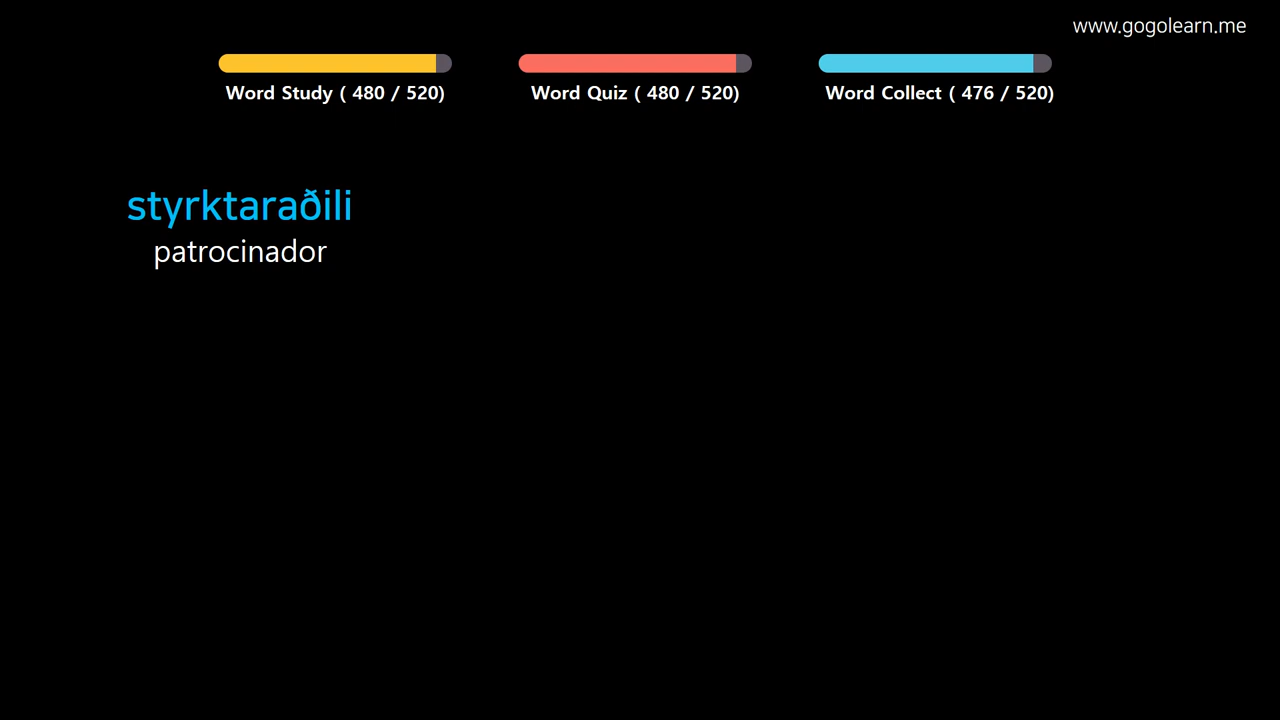 www.gogolearn.me
Word Study ( 480 / 520)
Word Quiz ( 480 / 520)
Word Collect ( 476 / 520)
styrktaraðili
patrocinador